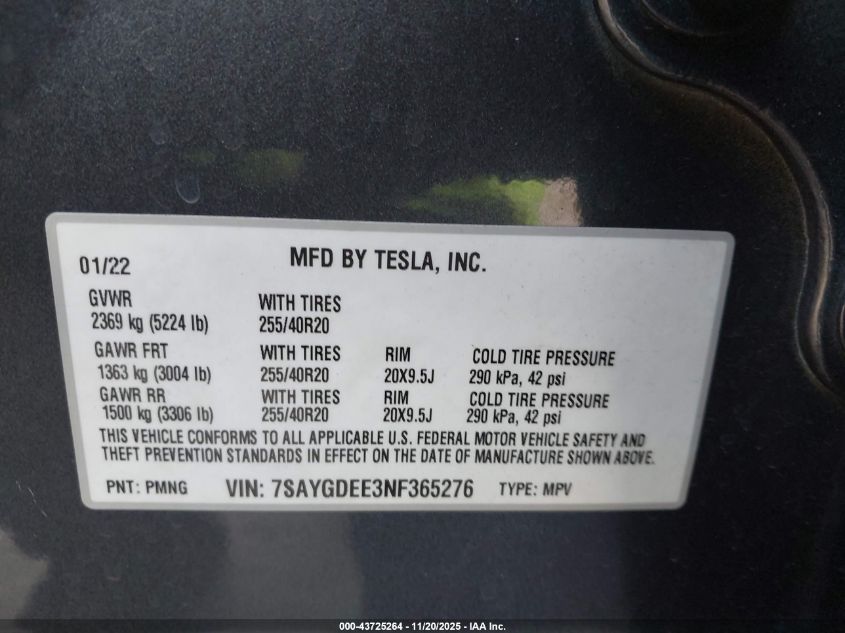 01/22 MFD BY TESLA, INC.
GVWR WITH TIRES
2369 kg (5224 lb) 255/40R20
GAWR FRT WITH TIRES RIM COLD TIRE PRESSURE
1363 kg (3004 lb) 255/40R20 20X9.5J 290 kPa, 42 psi
GAWR RR WITH TIRES RIM COLD TIRE PRESSURE
1500 kg (3306 lb) 255/40R20 20X9.5J 290 kPa, 42 psi
THIS VEHICLE CONFORMS TO ALL APPLICABLE U.S. FEDERAL MOTOR VEHICLE SAFETY AND
THEFT PREVENTION STANDARDS IN EFFECT ON THE DATE OF MANUFACTURE SHOWN ABOVE.
PNT: PMNG VIN: 7SAYGDEE3NF365276 TYPE: MPV
000-43725264 - 11/20/2025 - IAA Inc.